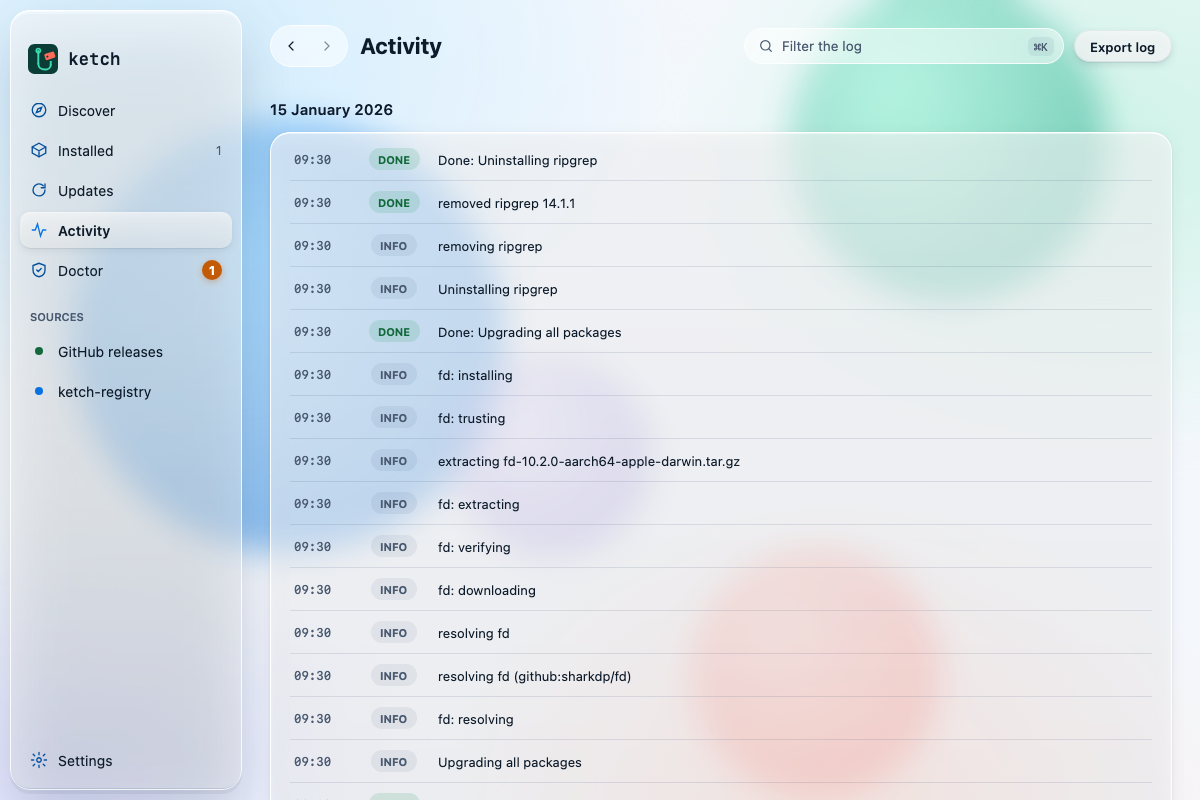 ketch
Discover
Installed 1
Updates
Activity
Doctor 1
SOURCES
GitHub releases
ketch-registry
Settings
Activity
Filter the log ⌘K
Export log
15 January 2026
09:30 DONE Done: Uninstalling ripgrep
09:30 DONE removed ripgrep 14.1.1
09:30 INFO removing ripgrep
09:30 INFO Uninstalling ripgrep
09:30 DONE Done: Upgrading all packages
09:30 INFO fd: installing
09:30 INFO fd: trusting
09:30 INFO extracting fd-10.2.0-aarch64-apple-darwin.tar.gz
09:30 INFO fd: extracting
09:30 INFO fd: verifying
09:30 INFO fd: downloading
09:30 INFO resolving fd
09:30 INFO resolving fd (github:sharkdp/fd)
09:30 INFO fd: resolving
09:30 INFO Upgrading all packages